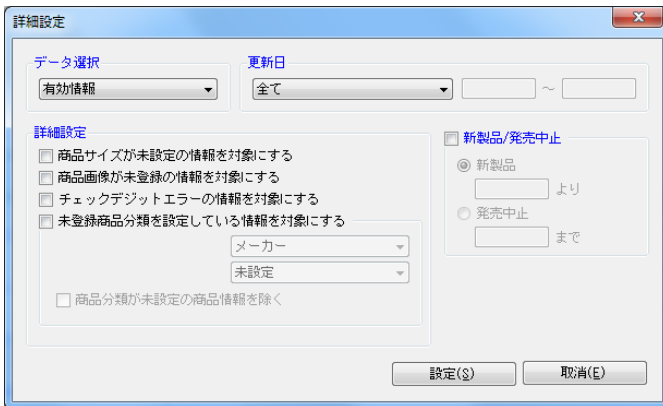 詳細設定
データ選択
有効情報
更新日
全て
～
詳細設定
商品サイズが未設定の情報を対象にする
商品画像が未登録の情報を対象にする
チェックデジットエラーの情報を対象にする
未登録商品分類を設定している情報を対象にする
メーカー
未設定
商品分類が未設定の商品情報を除く
新製品/発売中止
新製品
より
発売中止
まで
設定(S)
取消(E)